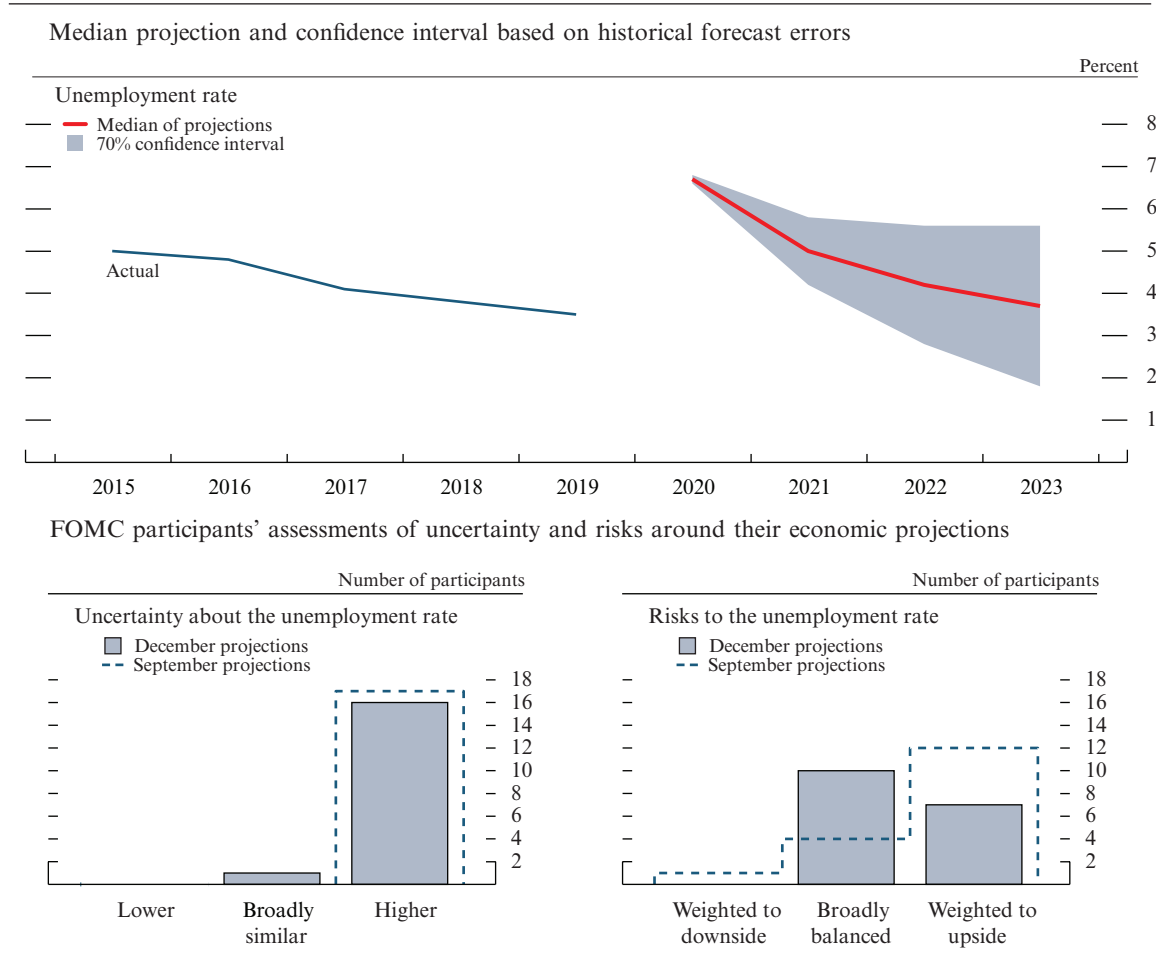 Median projection and confidence interval based on historical forecast errors
Percent
Unemployment rate
Median of projections
70% confidence interval
Actual
8
7
6
5
4
3
2
1
2015 2016 2017 2018 2019 2020 2021 2022 2023
FOMC participants’ assessments of uncertainty and risks around their economic projections
Number of participants
Uncertainty about the unemployment rate
December projections
September projections
18
16
14
12
10
8
6
4
2
Lower Broadly Higher
similar
Number of participants
Risks to the unemployment rate
December projections
September projections
18
16
14
12
10
8
6
4
2
Weighted to Broadly Weighted to
downside balanced upside